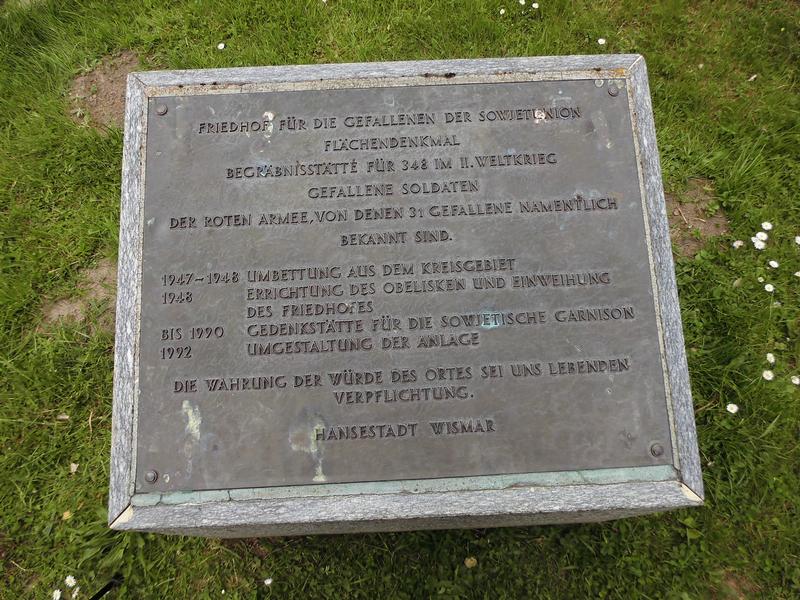 FRIEDHOF FÜR DIE GEFALLENEN DER SOWJETUNION
FLÄCHENDENKMAL
BEGRÄBNISSTÄTTE FÜR 348 IM II. WELTKRIEG
GEFALLENE SOLDATEN
DER ROTEN ARMEE, VON DENEN 31 GEFALLENE NAMENTLICH
BEKANNT SIND.
1947-1948 UMBETTUNG AUS DEM KREISGEBIET
1948 ERRICHTUNG DES OBELISKEN UND EINWEIHUNG
DES FRIEDHOFES
BIS 1990 GEDENKSTÄTTE FÜR DIE SOWJETISCHE GARNISON
1992 UMGESTALTUNG DER ANLAGE
DIE WAHRUNG DER WÜRDE DES ORTES SEI UNS LEBENDEN
VERPFLICHTUNG.
HANSESTADT WISMAR